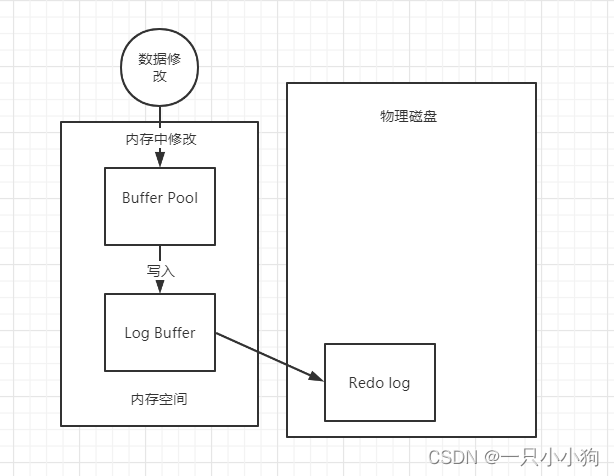 数据修
改
物理磁盘
内存中修改
Buffer Pool
写入
Log Buffer
Redo log
内存空间
CSDN @一只小小狗